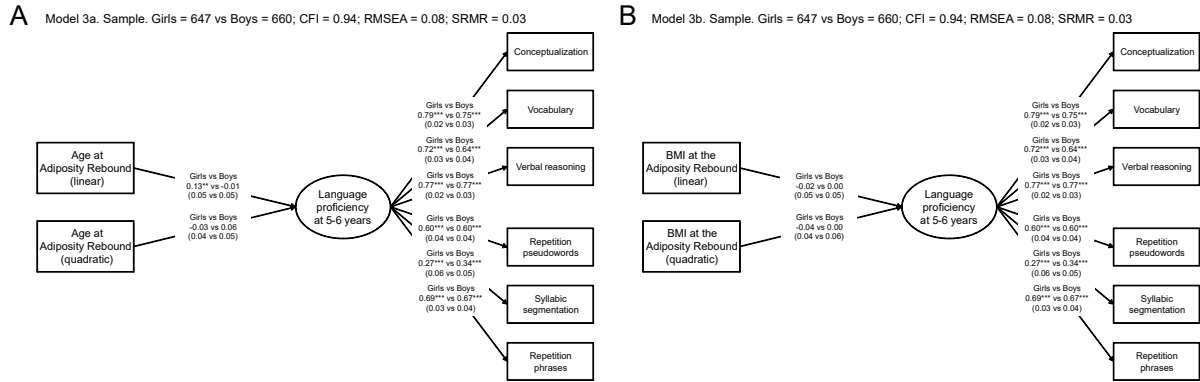 A
Model 3a. Sample. Girls = 647 vs Boys = 660; CFI = 0.94; RMSEA = 0.08; SRMR = 0.03
Age at
Adiposity Rebound
(linear)
Age at
Adiposity Rebound
(quadratic)
Girls vs Boys
0.13** vs -0.01
(0.05 vs 0.05)
Girls vs Boys
-0.03 vs 0.06
(0.04 vs 0.05)
Language
proficiency
at 5-6 years
Girls vs Boys
0.79*** vs 0.75***
(0.02 vs 0.03)
Girls vs Boys
0.72*** vs 0.64***
(0.03 vs 0.04)
Girls vs Boys
0.77*** vs 0.77***
(0.02 vs 0.03)
Girls vs Boys
0.60*** vs 0.60***
(0.04 vs 0.04)
Girls vs Boys
0.27*** vs 0.34***
(0.06 vs 0.05)
Girls vs Boys
0.69*** vs 0.67***
(0.03 vs 0.04)
Conceptualization
Vocabulary
Verbal reasoning
Repetition
pseudowords
Syllabic
segmentation
Repetition
phrases
B
Model 3b. Sample. Girls = 647 vs Boys = 660; CFI = 0.94; RMSEA = 0.08; SRMR = 0.03
BMI at the
Adiposity Rebound
(linear)
BMI at the
Adiposity Rebound
(quadratic)
Girls vs Boys
-0.02 vs 0.00
(0.05 vs 0.05)
Girls vs Boys
-0.04 vs 0.00
(0.04 vs 0.06)
Language
proficiency
at 5-6 years
Girls vs Boys
0.79*** vs 0.75***
(0.02 vs 0.03)
Girls vs Boys
0.72*** vs 0.64***
(0.03 vs 0.04)
Girls vs Boys
0.77*** vs 0.77***
(0.02 vs 0.03)
Girls vs Boys
0.60*** vs 0.60***
(0.04 vs 0.04)
Girls vs Boys
0.27*** vs 0.34***
(0.06 vs 0.05)
Girls vs Boys
0.69*** vs 0.67***
(0.03 vs 0.04)
Conceptualization
Vocabulary
Verbal reasoning
Repetition
pseudowords
Syllabic
segmentation
Repetition
phrases